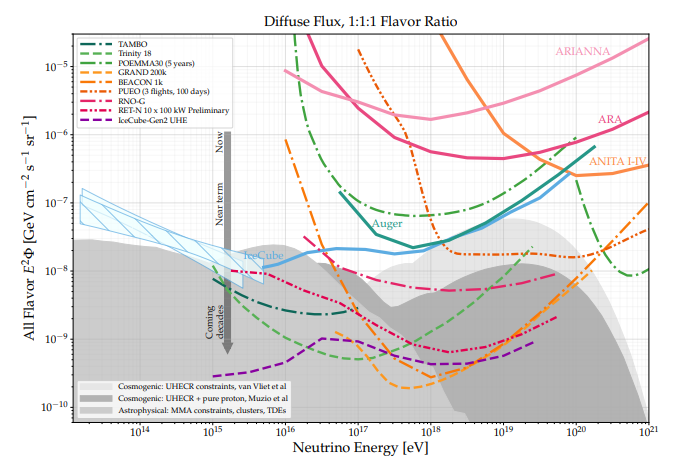 Diffuse Flux, 1:1:1 Flavor Ratio
All Flavor E²Φ [GeV cm⁻² s⁻¹ sr⁻¹]
10⁻⁵
10⁻⁶
10⁻⁷
10⁻⁸
10⁻⁹
10⁻¹⁰
TAMBO
Trinity 18
POEMMA30 (5 years)
GRAND 200k
BEACON 1k
PUEO (3 flights, 100 days)
RNO-G
RET-N 10 x 100 kW Preliminary
IceCube-Gen2 UHE
ARIANNA
ARA
ANITA I-IV
Auger
IceCube
Now
Near term
Coming
decades
Cosmogenic: UHECR constraints, van Vliet et al
Cosmogenic: UHECR + pure proton, Muzio et al
Astrophysical: MMA constraints, clusters, TDEs
10¹⁴
10¹⁵
10¹⁶
10¹⁷
10¹⁸
10¹⁹
10²⁰
10²¹
Neutrino Energy [eV]